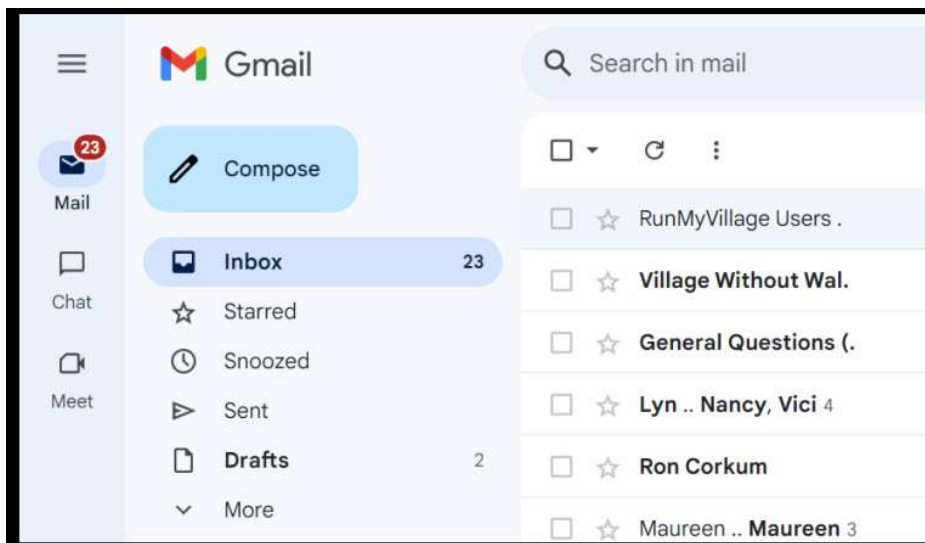 Gmail
Search in mail
23
Mail
Compose
RunMyVillage Users .
Chat
Inbox 23
Village Without Wal.
Starred
General Questions (.
Snoozed
Meet
Sent
Lyn .. Nancy, Vici 4
Drafts 2
Ron Corkum
More
Maureen .. Maureen 3